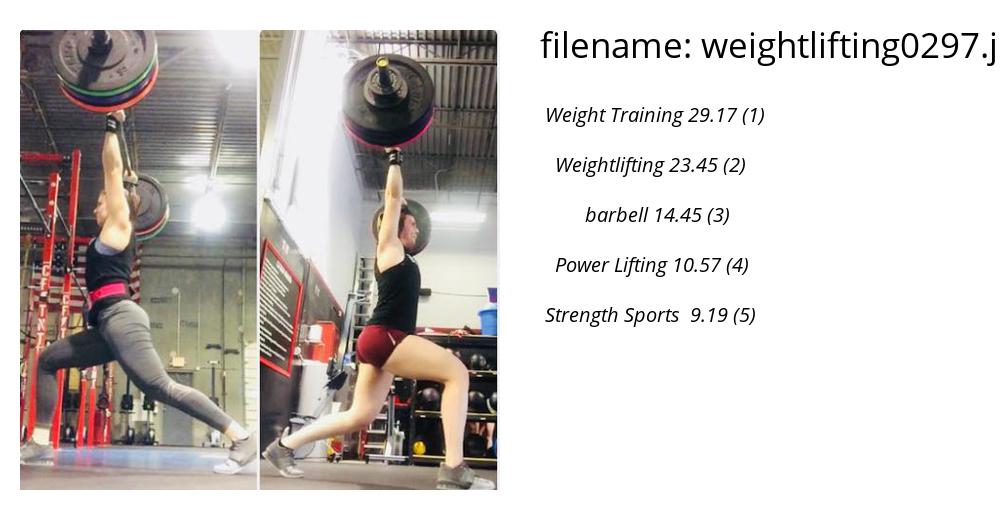 filename: weightlifting0297.j
Weight Training 29.17 (1)
Weightlifting 23.45 (2)
barbell 14.45 (3)
Power Lifting 10.57 (4)
Strength Sports 9.19 (5)